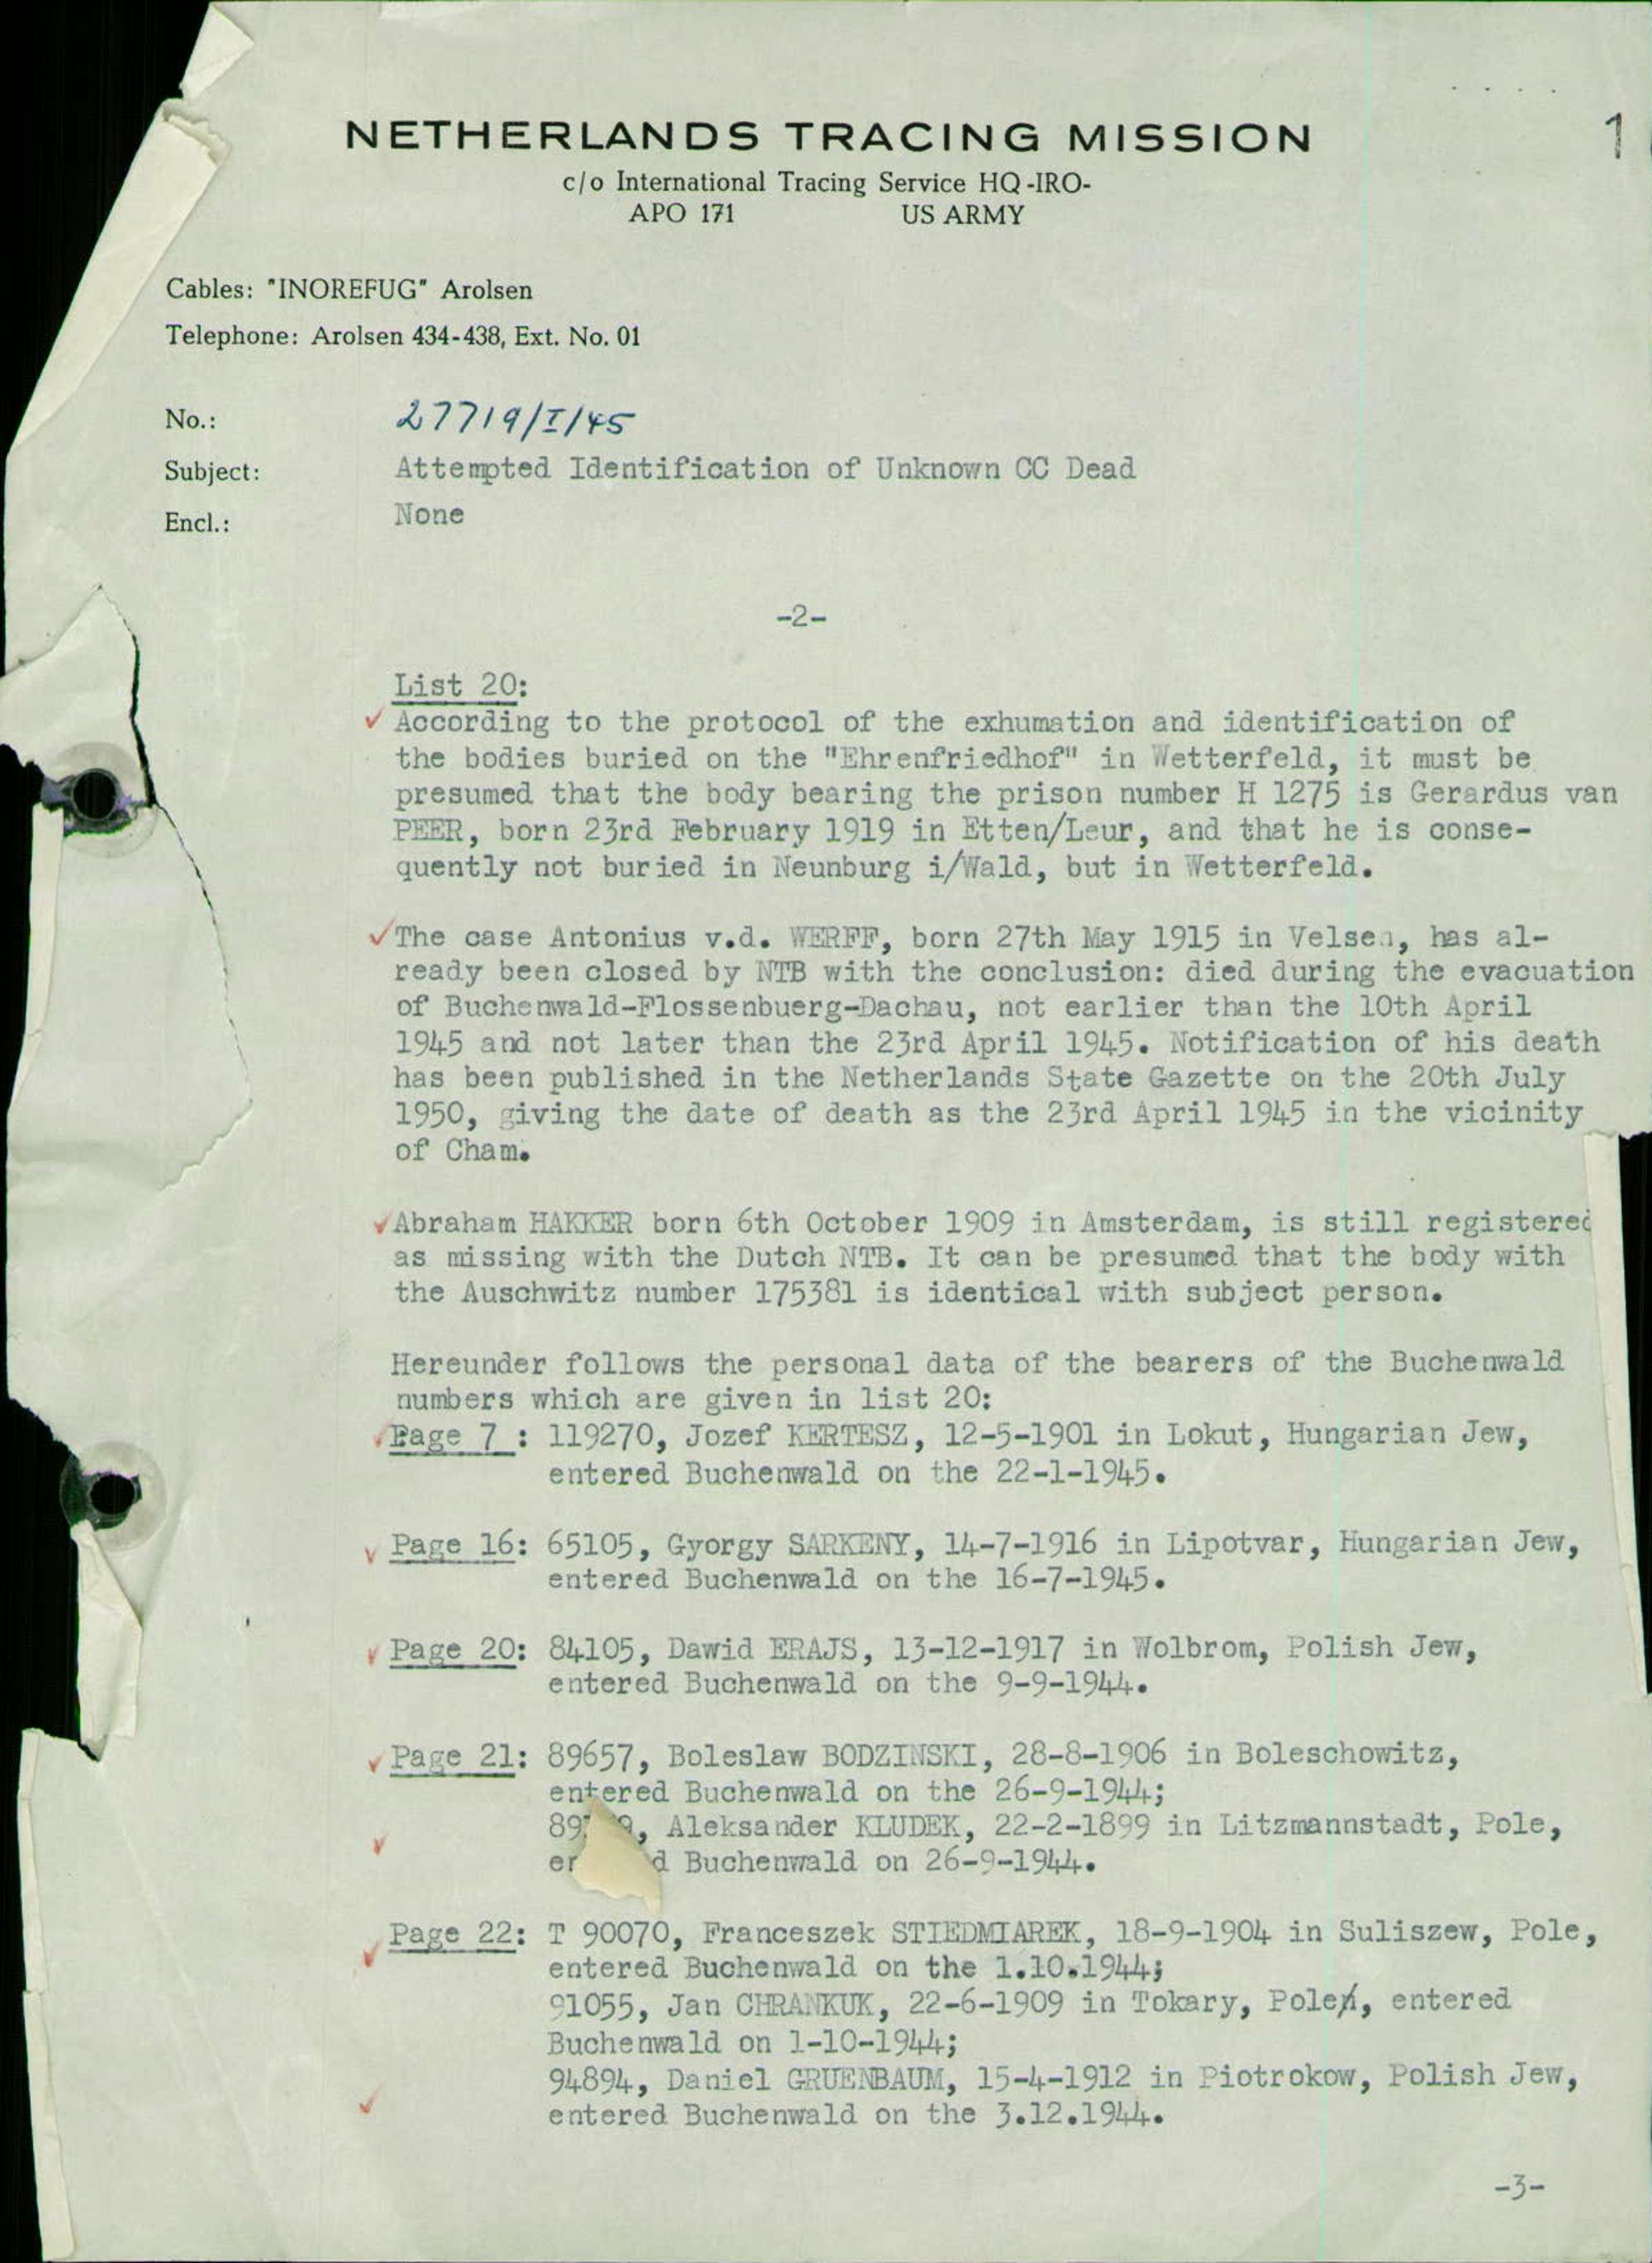 NETHERLANDS TRACING MISSION
1
c/o International Tracing Service HQ-IRO-
APO 171 US ARMY
Cables: "INOREFUG" Arolsen
Telephone: Arolsen 434-438, Ext. No. 01
No.: 27719/I/45
Subject: Attempted Identification of Unknown CC Dead
Encl.: None
-2-
List 20:
According to the protocol of the exhumation and identification of
the bodies buried on the "Ehrenfriedhof" in Wetterfeld, it must be
presumed that the body bearing the prison number H 1275 is Gerardus van
PEER, born 23rd February 1919 in Etten/Leur, and that he is conse-
quently not buried in Neunburg i/Wald, but in Wetterfeld.
The case Antonius v.d. WERFF, born 27th May 1915 in Velsen, has al-
ready been closed by NTB with the conclusion: died during the evacuation
of Buchenwald-Flossenbuerg-Dachau, not earlier than the 10th April
1945 and not later than the 23rd April 1945. Notification of his death
has been published in the Netherlands State Gazette on the 20th July
1950, giving the date of death as the 23rd April 1945 in the vicinity
of Cham.
Abraham HAKKER born 6th October 1909 in Amsterdam, is still registered
as missing with the Dutch NTB. It can be presumed that the body with
the Auschwitz number 175381 is identical with subject person.
Hereunder follows the personal data of the bearers of the Buchenwald
numbers which are given in list 20:
Page 7 : 119270, Jozef KERTESZ, 12-5-1901 in Lokut, Hungarian Jew,
entered Buchenwald on the 22-1-1945.
Page 16: 65105, Gyorgy SARKENY, 14-7-1916 in Lipotvar, Hungarian Jew,
entered Buchenwald on the 16-7-1945.
Page 20: 84105, Dawid ERAJS, 13-12-1917 in Wolbrom, Polish Jew,
entered Buchenwald on the 9-9-1944.
Page 21: 89657, Boleslaw BODZINSKI, 28-8-1906 in Boleschowitz,
entered Buchenwald on the 26-9-1944;
Aleksander KLUDEK, 22-2-1899 in Litzmannstadt, Pole,
Buchenwald on 26-9-1944.
Page 22: T 90070, Franceszek STIEDMIAREK, 18-9-1904 in Suliszew, Pole,
entered Buchenwald on the 1.10.1944;
91055, Jan CHRANKUK, 22-6-1909 in Tokary, Pole, entered
Buchenwald on 1-10-1944;
94894, Daniel GRUENBAUM, 15-4-1912 in Piotrokow, Polish Jew,
entered Buchenwald on the 3.12.1944.
-3-